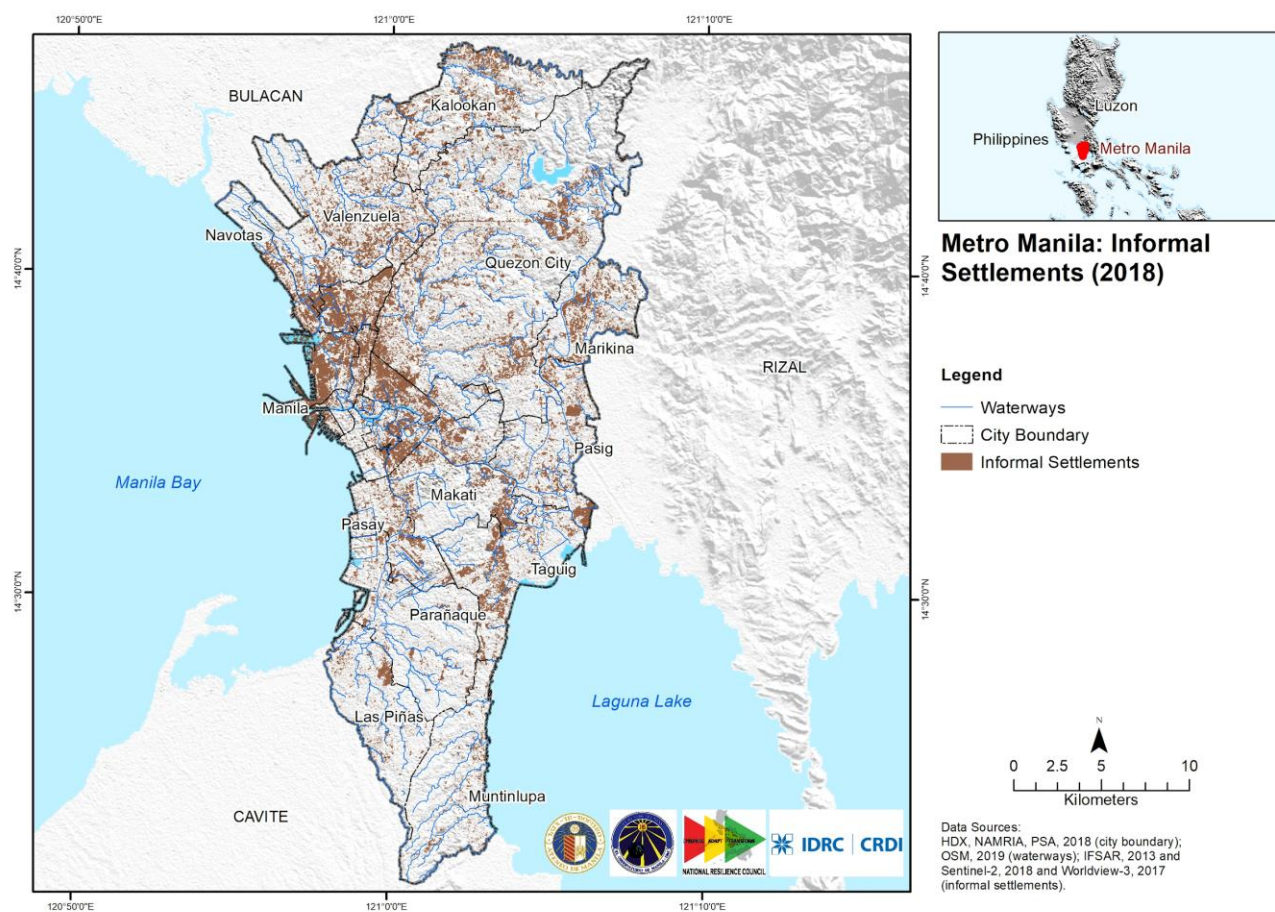 120°50'0"E
121°0'0"E
121°10'0"E
BULACAN
Kalookan
Valenzuela
Navotas
Quezon City
Marikina
RIZAL
Manila
Pasig
Manila Bay
Makati
Pasay
Taguig
Parañaque
Las Piñas
Laguna Lake
Muntinlupa
CAVITE
14°40'0"N
14°40'0"N
14°30'0"N
14°30'0"N
120°50'0"E
121°0'0"E
121°10'0"E
NATIONAL RESILIENCE COUNCIL
IDRC | CRDI
Luzon
Philippines
Metro Manila
Metro Manila: Informal
Settlements (2018)
Legend
Waterways
City Boundary
Informal Settlements
N
0 2.5 5 10
Kilometers
Data Sources:
HDX, NAMRIA, PSA, 2018 (city boundary);
OSM, 2019 (waterways); IFSAR, 2013 and
Sentinel-2, 2018 and Worldview-3, 2017
(informal settlements).